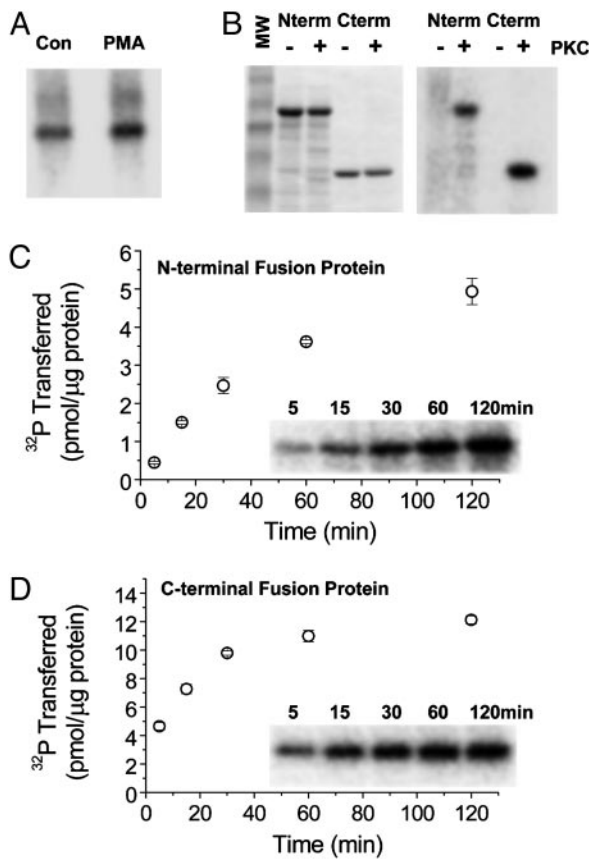 A
Con PMA
B
MW
Nterm Cterm
- + - +
Nterm Cterm
- + - + PKC
C
N-terminal Fusion Protein
³²P Transferred
(pmol/μg protein)
6
5
4
3
2
1
0
5 15 30 60 120min
0 20 40 60 80 100 120
Time (min)
D
C-terminal Fusion Protein
³²P Transferred
(pmol/μg protein)
14
12
10
8
6
4
2
0
5 15 30 60 120min
0 20 40 60 80 100 120
Time (min)